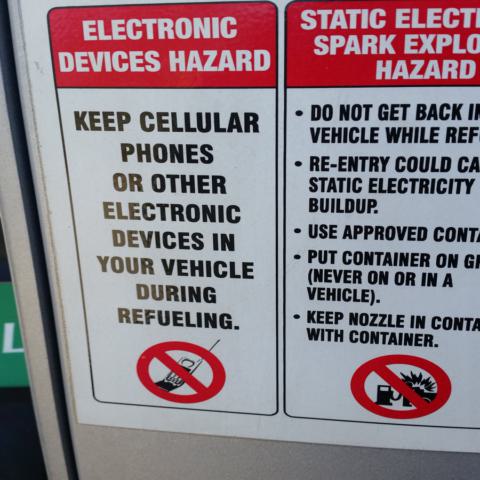 ELECTRONIC
DEVICES HAZARD
KEEP CELLULAR
PHONES
OR OTHER
ELECTRONIC
DEVICES IN
YOUR VEHICLE
DURING
REFUELING.
STATIC
SPARK
HAZARD
• DO NOT GET BACK
VEHICLE WHILE
• RE-ENTRY COULD
STATIC ELECTRICITY
BUILDUP.
• USE APPROVED
• PUT CONTAINER ON
(NEVER ON OR IN A
VEHICLE).
• KEEP NOZZLE IN
WITH CONTAINER.
L